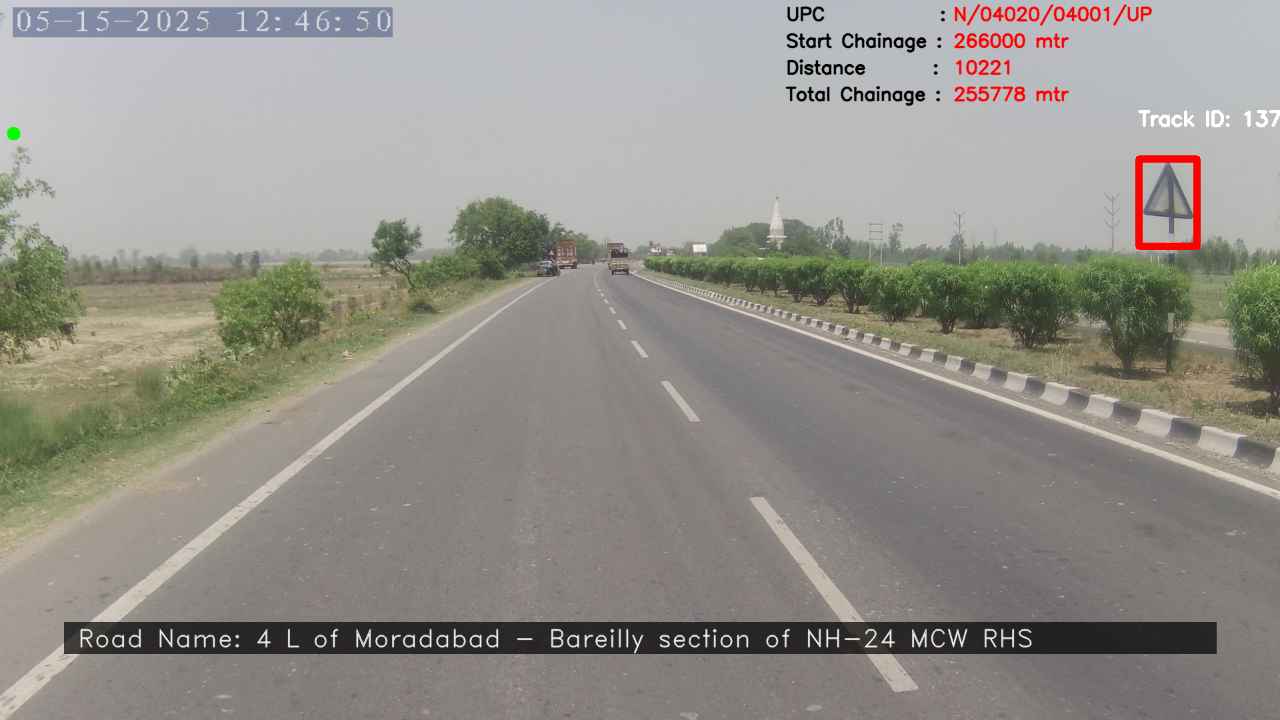 05-15-2025 12:46:50
UPC : N/04020/04001/UP
Start Chainage : 266000 mtr
Distance : 10221
Total Chainage : 255778 mtr
Track ID: 137
Road Name: 4 L of Moradabad - Bareilly section of NH-24 MCW RHS